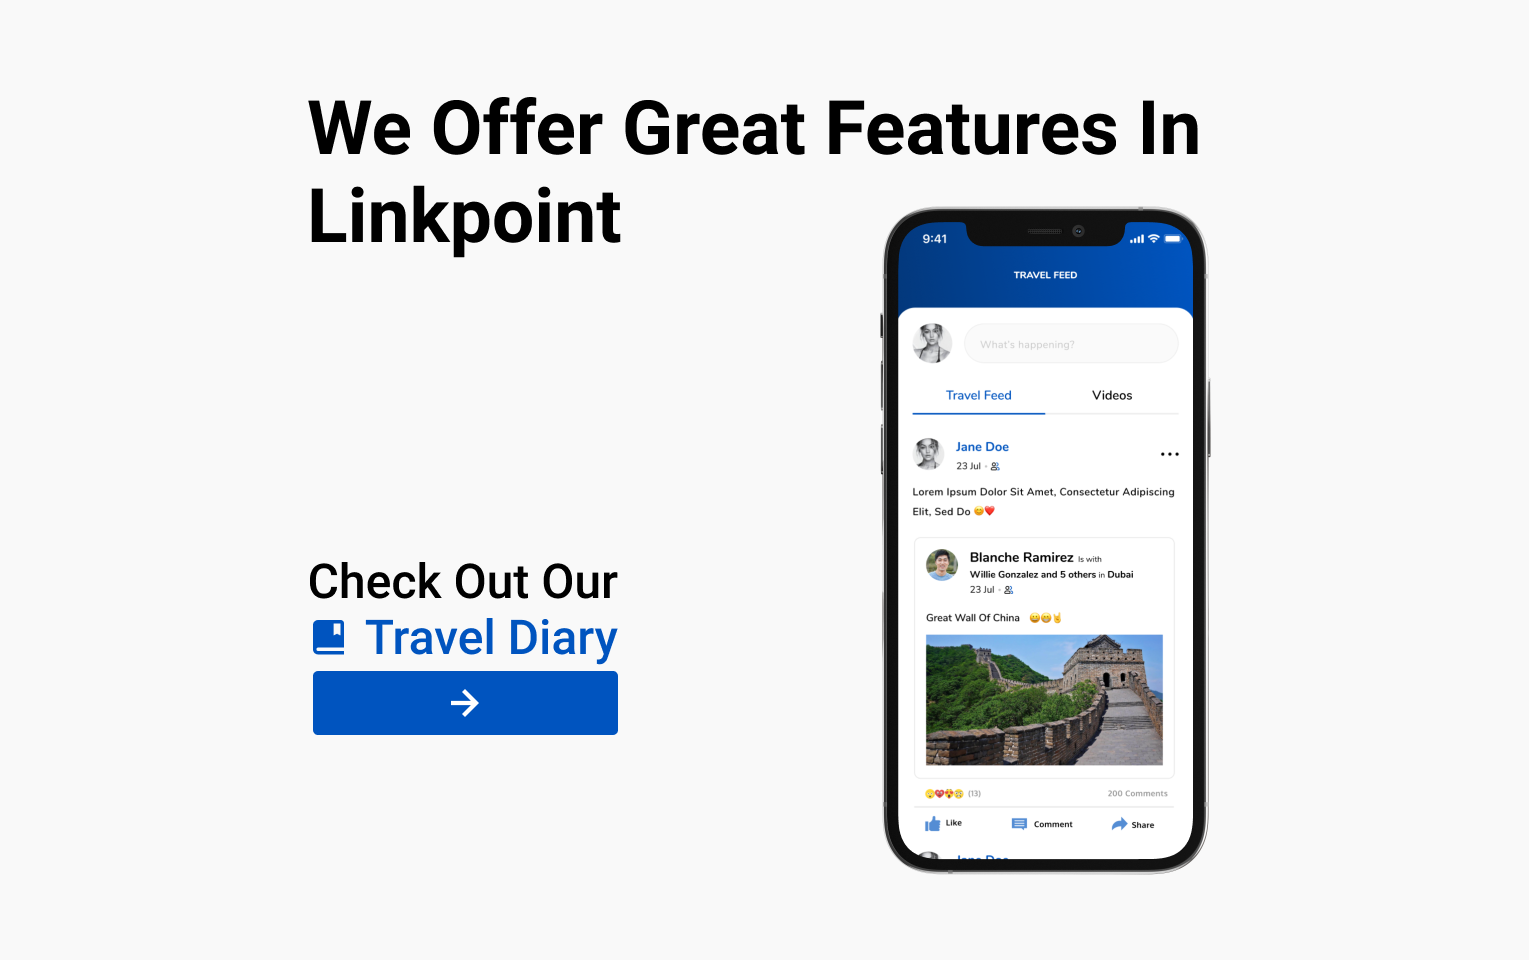 We Offer Great Features In
Linkpoint
Check Out Our
Travel Diary
9:41
TRAVEL FEED
What's happening?
Travel Feed Videos
Jane Doe
23 Jul ·
Lorem Ipsum Dolor Sit Amet, Consectetur Adipiscing
Elit, Sed Do 😊❤️
Blanche Ramirez Is with
Willie Gonzalez and 5 others in Dubai
23 Jul ·
Great Wall Of China 😀😁🤘
(13) 200 Comments
Like Comment Share
Jane Doe